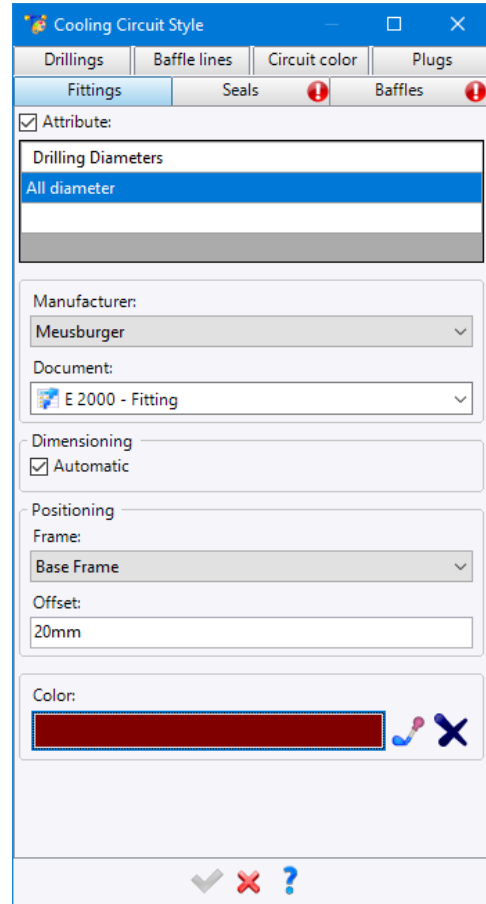 Cooling Circuit Style
Drillings Baffle lines Circuit color Plugs
Fittings Seals Baffles
Attribute:
Drilling Diameters
All diameter
Manufacturer:
Meusburger
Document:
E 2000 - Fitting
Dimensioning
Automatic
Positioning
Frame:
Base Frame
Offset:
20mm
Color: